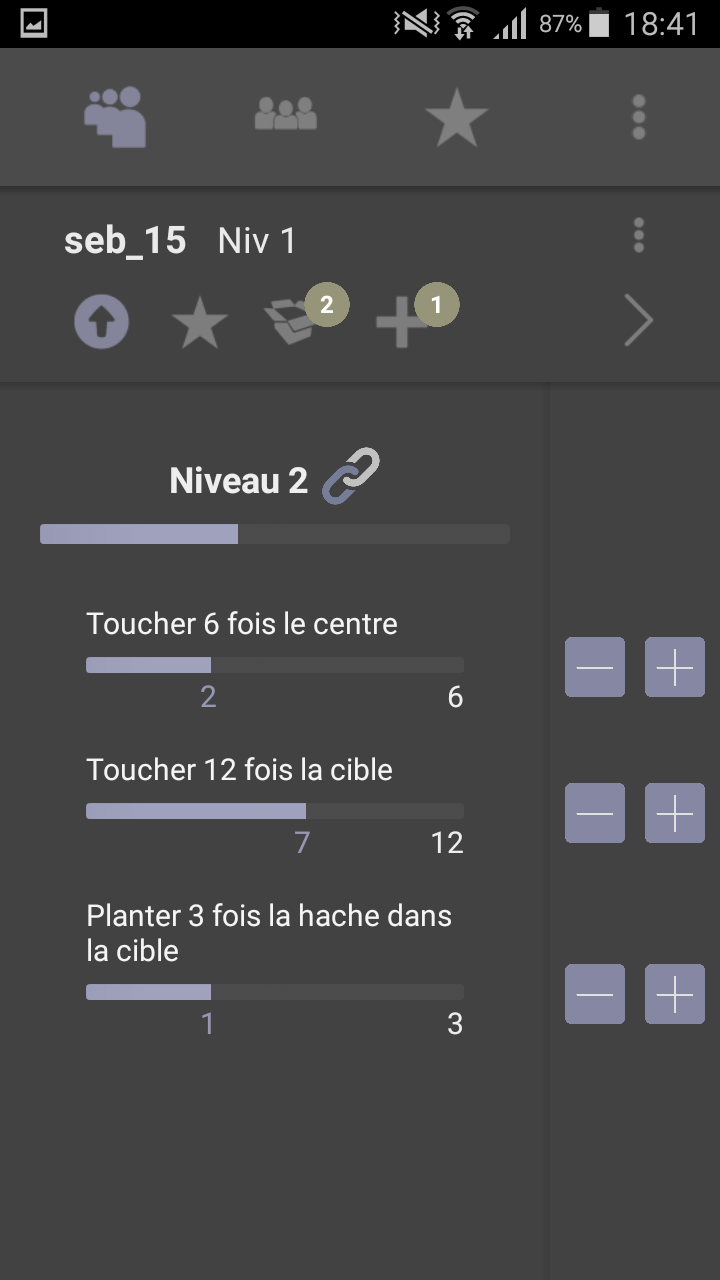 87% 18:41
seb_15 Niv 1
2 1
Niveau 2
Toucher 6 fois le centre
2 6
Toucher 12 fois la cible
7 12
Planter 3 fois la hache dans
la cible
1 3